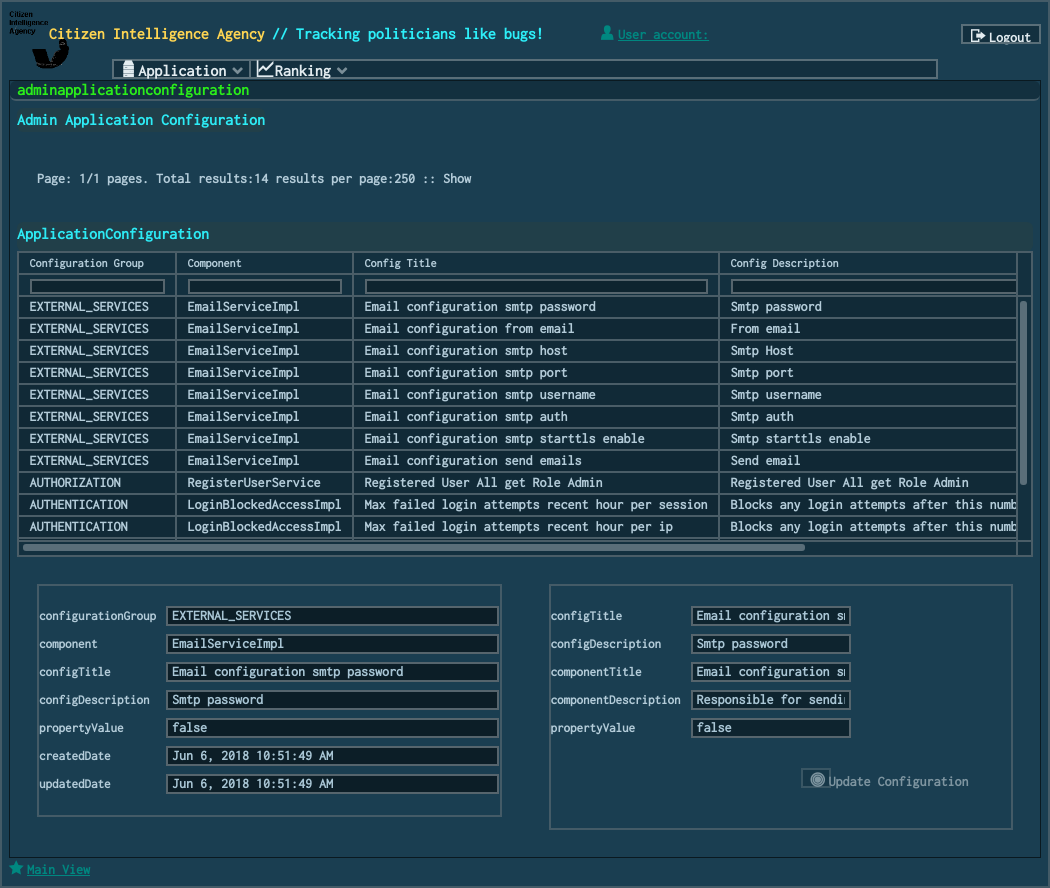 Citizen
Intelligence
Agency
Citizen Intelligence Agency // Tracking politicians like bugs!
User account:
Logout
Application
Ranking
adminapplicationconfiguration
Admin Application Configuration
Page: 1/1 pages. Total results:14 results per page:250 :: Show
ApplicationConfiguration
Configuration Group Component Config Title Config Description
EXTERNAL_SERVICES EmailServiceImpl Email configuration smtp password Smtp password
EXTERNAL_SERVICES EmailServiceImpl Email configuration from email From email
EXTERNAL_SERVICES EmailServiceImpl Email configuration smtp host Smtp Host
EXTERNAL_SERVICES EmailServiceImpl Email configuration smtp port Smtp port
EXTERNAL_SERVICES EmailServiceImpl Email configuration smtp username Smtp username
EXTERNAL_SERVICES EmailServiceImpl Email configuration smtp auth Smtp auth
EXTERNAL_SERVICES EmailServiceImpl Email configuration smtp starttls enable Smtp starttls enable
EXTERNAL_SERVICES EmailServiceImpl Email configuration send emails Send email
AUTHORIZATION RegisterUserService Registered User All get Role Admin Registered User All get Role Admin
AUTHENTICATION LoginBlockedAccessImpl Max failed login attempts recent hour per session Blocks any login attempts after this numb
AUTHENTICATION LoginBlockedAccessImpl Max failed login attempts recent hour per ip Blocks any login attempts after this numb
configurationGroup EXTERNAL_SERVICES
component EmailServiceImpl
configTitle Email configuration smtp password
configDescription Smtp password
propertyValue false
createdDate Jun 6, 2018 10:51:49 AM
updatedDate Jun 6, 2018 10:51:49 AM
configTitle Email configuration sm
configDescription Smtp password
componentTitle Email configuration sm
componentDescription Responsible for sendi
propertyValue false
Update Configuration
Main View